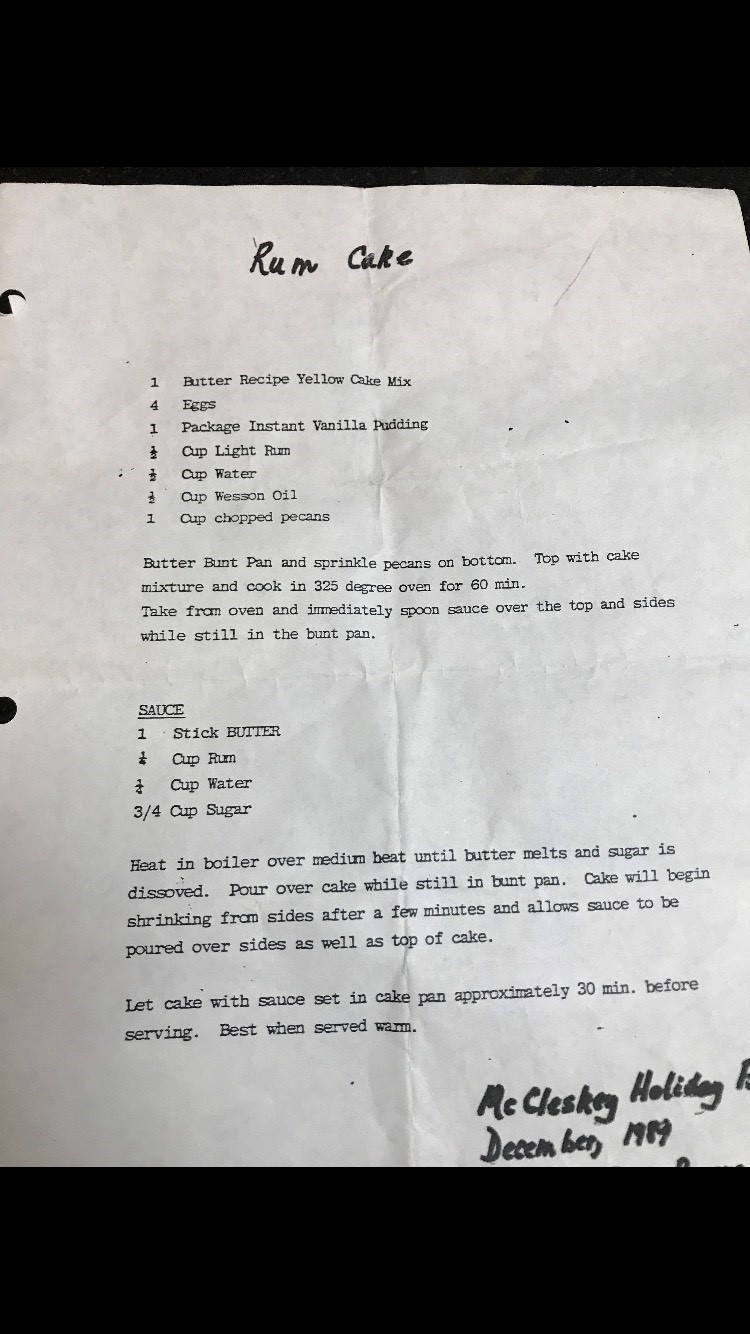 Rum Cake
1 Butter Recipe Yellow Cake Mix
4 Eggs
1 Package Instant Vanilla Pudding
½ Cup Light Rum
½ Cup Water
½ Cup Wesson Oil
1 Cup chopped pecans
Butter Bunt Pan and sprinkle pecans on bottom. Top with cake
mixture and cook in 325 degree oven for 60 min.
Take from oven and immediately spoon sauce over the top and sides
while still in the bunt pan.
SAUCE
1 Stick BUTTER
¼ Cup Rum
¼ Cup Water
3/4 Cup Sugar
Heat in boiler over medium heat until butter melts and sugar is
dissoved. Pour over cake while still in bunt pan. Cake will begin
shrinking from sides after a few minutes and allows sauce to be
poured over sides as well as top of cake.
Let cake with sauce set in cake pan approximately 30 min. before
serving. Best when served warm.
McCleskey Holiday
December, 1989